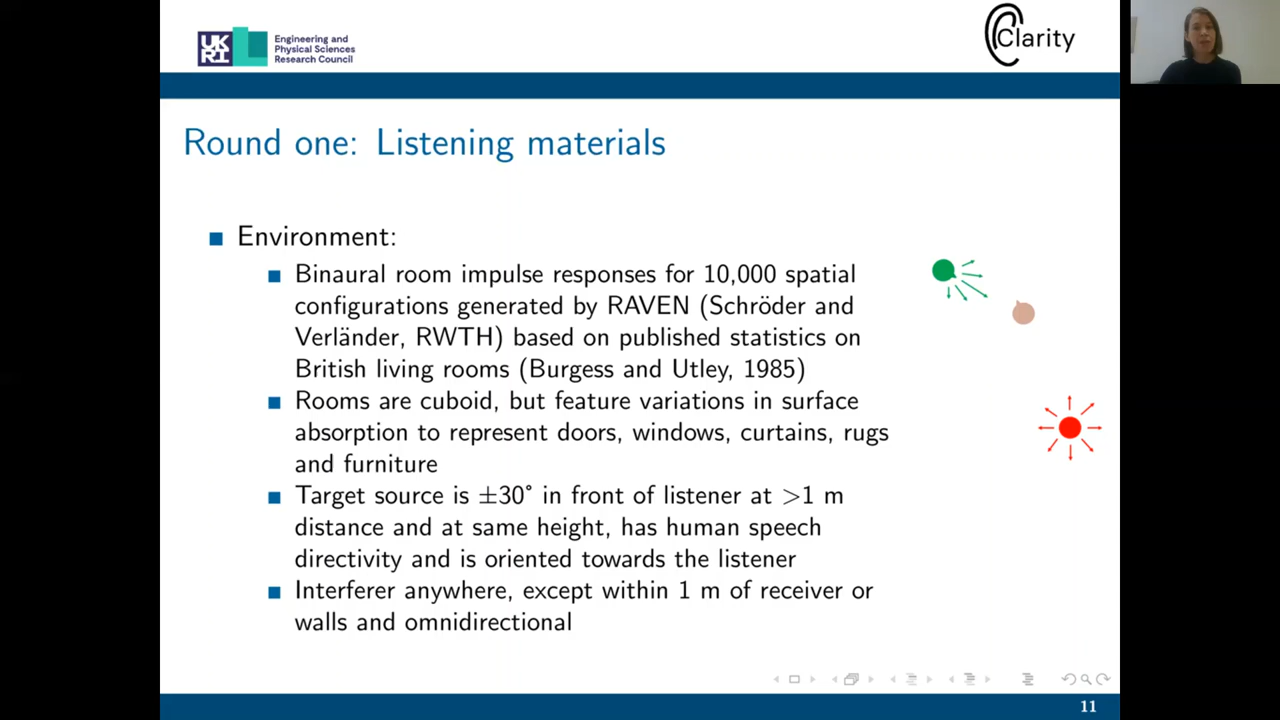 UK
RI
Engineering and
Physical Sciences
Research Council
Clarity
Round one: Listening materials
Environment:
Binaural room impulse responses for 10,000 spatial
configurations generated by RAVEN (Schröder and
Verländer, RWTH) based on published statistics on
British living rooms (Burgess and Utley, 1985)
Rooms are cuboid, but feature variations in surface
absorption to represent doors, windows, curtains, rugs
and furniture
Target source is ±30° in front of listener at >1 m
distance and at same height, has human speech
directivity and is oriented towards the listener
Interferer anywhere, except within 1 m of receiver or
walls and omnidirectional
11